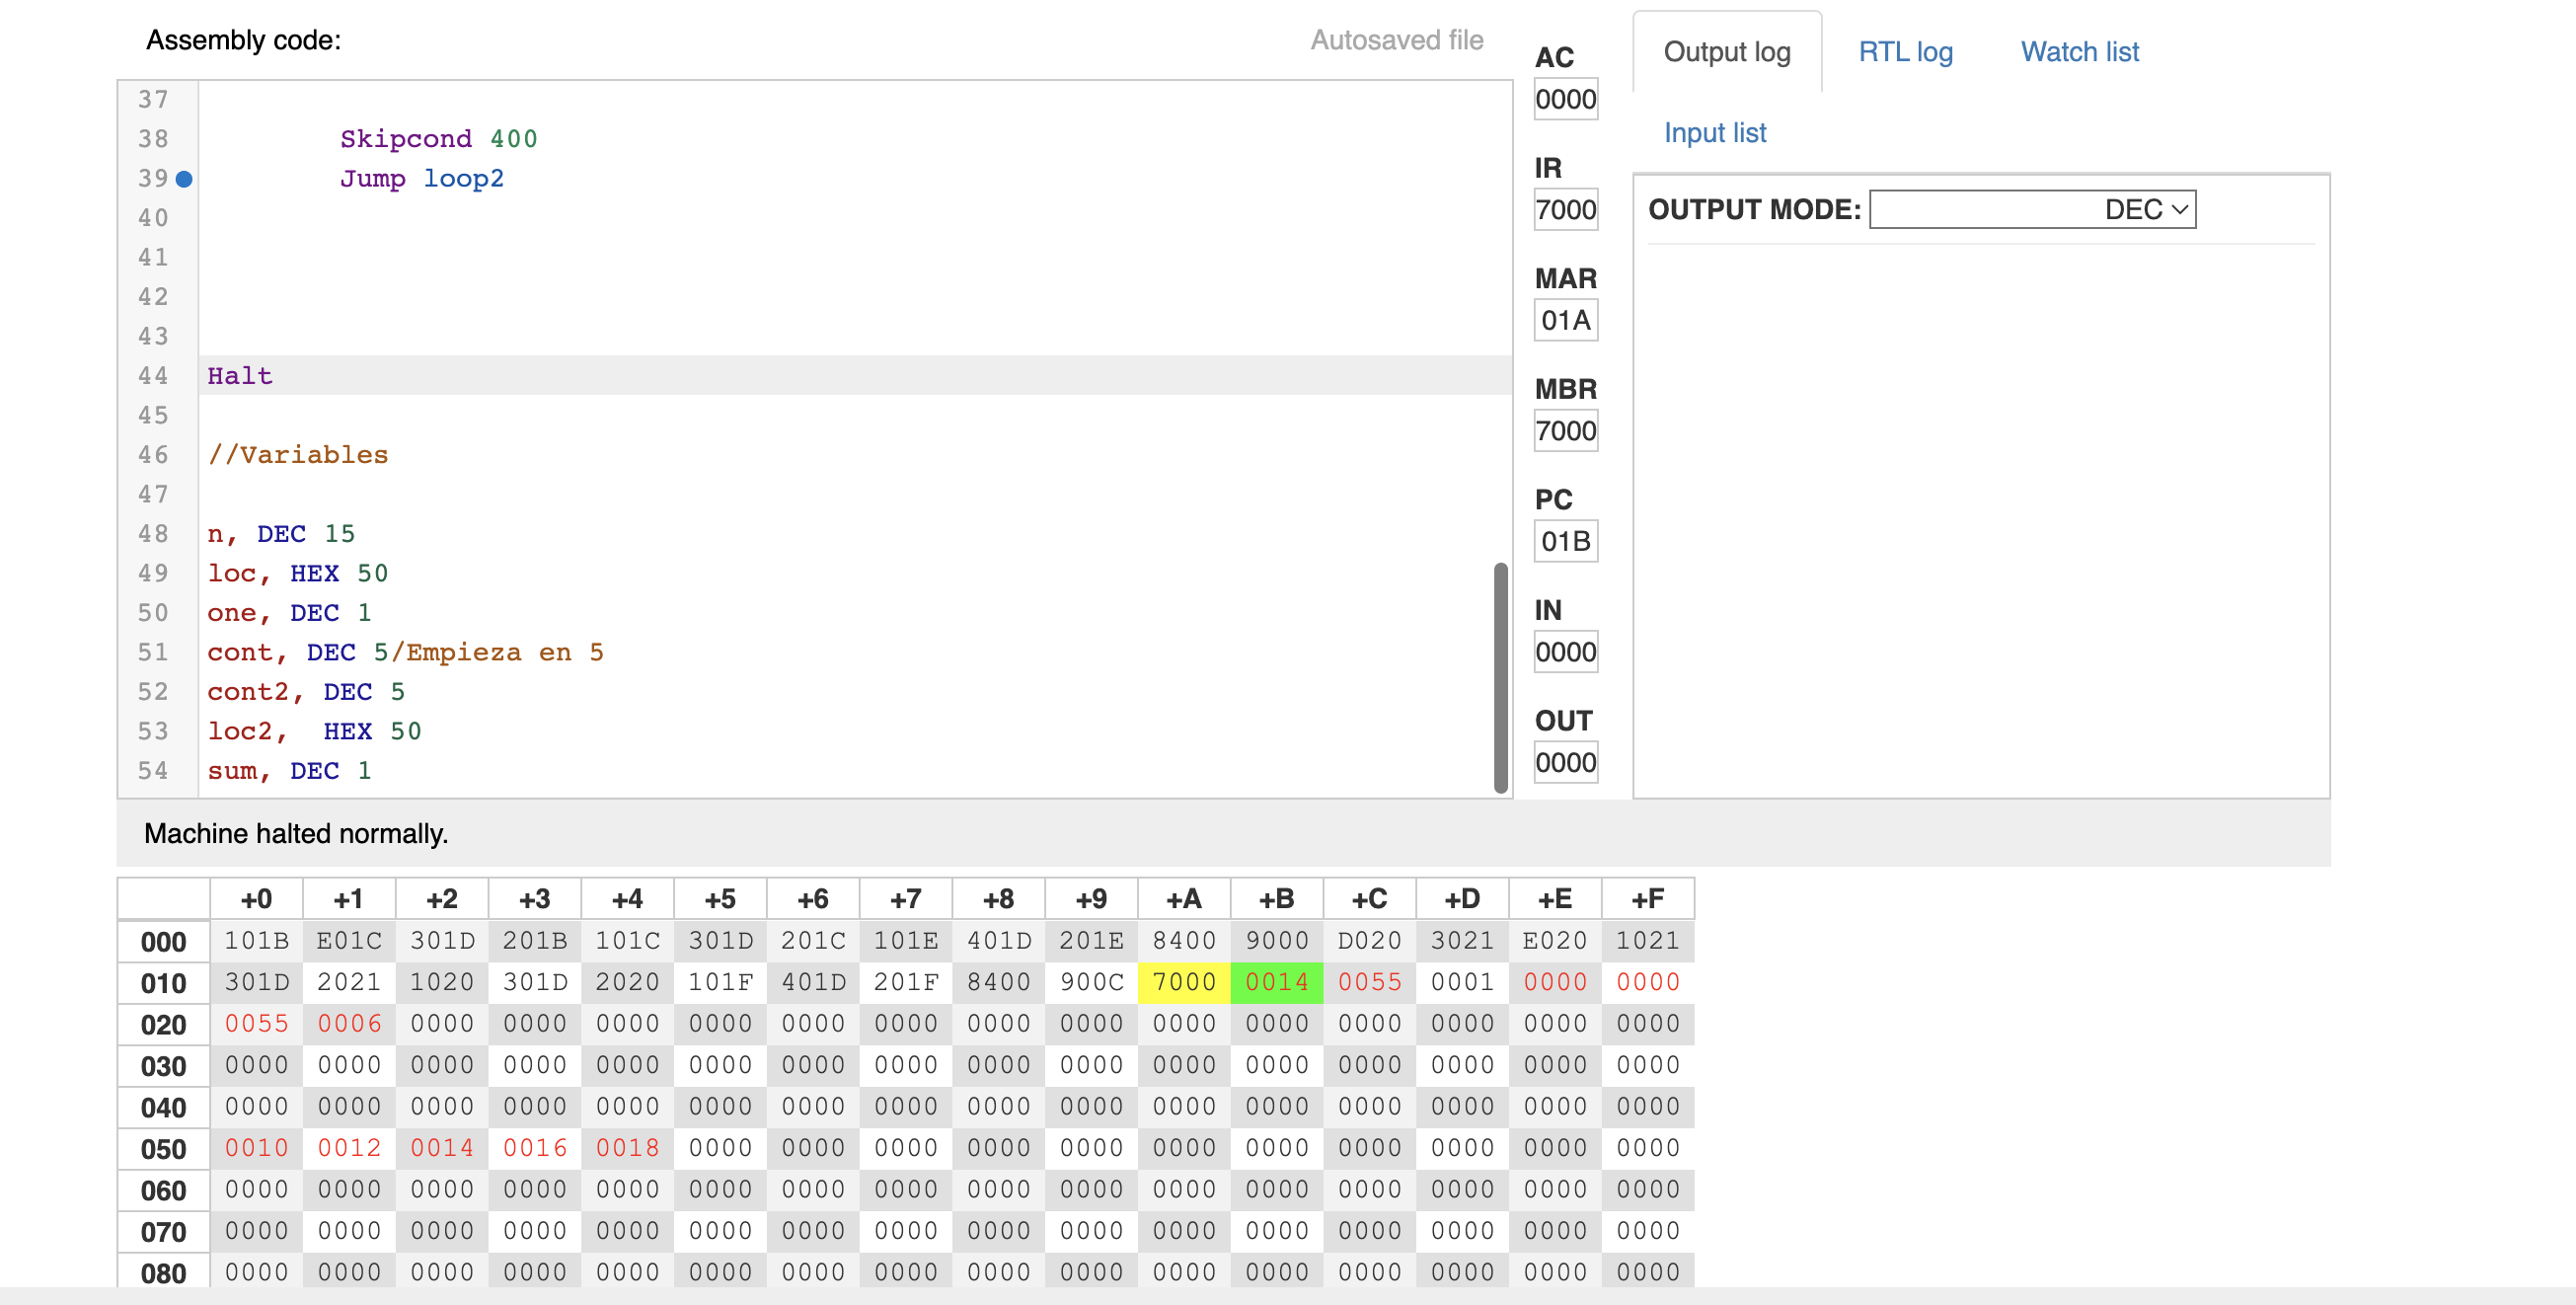 Assembly code:
Autosaved file
37
38 Skipcond 400
39 Jump loop2
40
41
42
43
44 Halt
45
46 //Variables
47
48 n, DEC 15
49 loc, HEX 50
50 one, DEC 1
51 cont, DEC 5/Empieza en 5
52 cont2, DEC 5
53 loc2,  HEX 50
54 sum, DEC 1
AC
0000
IR
7000
MAR
01A
MBR
7000
PC
01B
IN
0000
OUT
0000
Output log RTL log Watch list
Input list
OUTPUT MODE: DEC
Machine halted normally.
+0 +1 +2 +3 +4 +5 +6 +7 +8 +9 +A +B +C +D +E +F
000 101B E01C 301D 201B 101C 301D 201C 101E 401D 201E 8400 9000 D020 3021 E020 1021
010 301D 2021 1020 301D 2020 101F 401D 201F 8400 900C 7000 0014 0055 0001 0000 0000
020 0055 0006 0000 0000 0000 0000 0000 0000 0000 0000 0000 0000 0000 0000 0000 0000
030 0000 0000 0000 0000 0000 0000 0000 0000 0000 0000 0000 0000 0000 0000 0000 0000
040 0000 0000 0000 0000 0000 0000 0000 0000 0000 0000 0000 0000 0000 0000 0000 0000
050 0010 0012 0014 0016 0018 0000 0000 0000 0000 0000 0000 0000 0000 0000 0000 0000
060 0000 0000 0000 0000 0000 0000 0000 0000 0000 0000 0000 0000 0000 0000 0000 0000
070 0000 0000 0000 0000 0000 0000 0000 0000 0000 0000 0000 0000 0000 0000 0000 0000
080 0000 0000 0000 0000 0000 0000 0000 0000 0000 0000 0000 0000 0000 0000 0000 0000